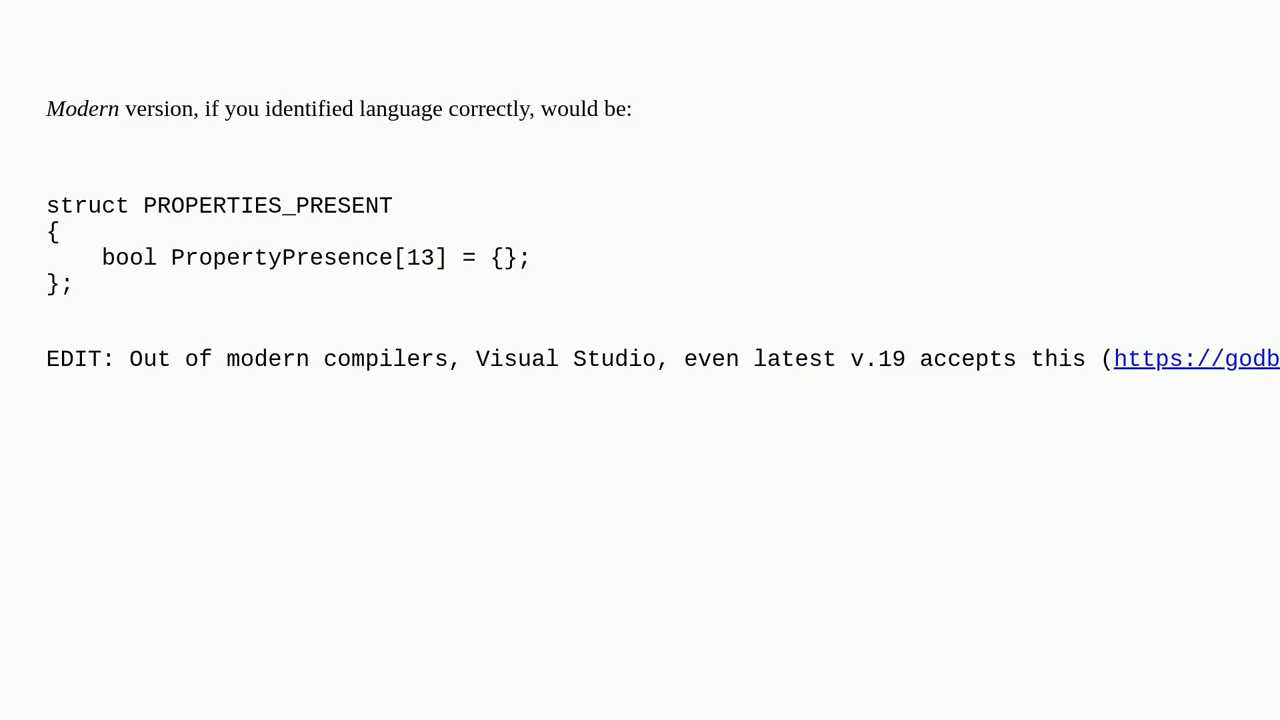 Modern version, if you identified language correctly, would be:
struct PROPERTIES_PRESENT
{
    bool PropertyPresence[13] = {};
};
EDIT: Out of modern compilers, Visual Studio, even latest v.19 accepts this (https://godb